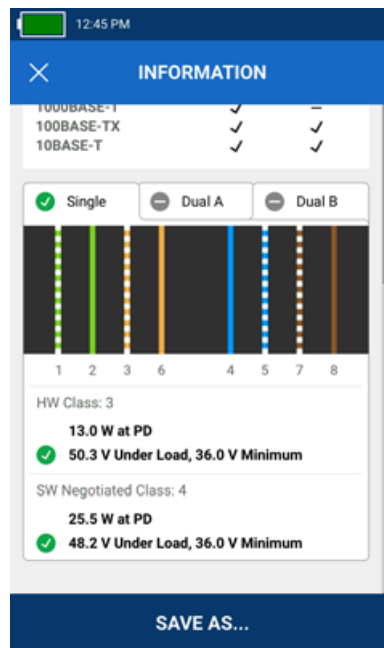 12:45 PM
INFORMATION
1000BASE-T ✓ –
100BASE-TX ✓ ✓
10BASE-T ✓ ✓
Single Dual A Dual B
1 2 3 6 4 5 7 8
HW Class: 3
13.0 W at PD
50.3 V Under Load, 36.0 V Minimum
SW Negotiated Class: 4
25.5 W at PD
48.2 V Under Load, 36.0 V Minimum
SAVE AS...